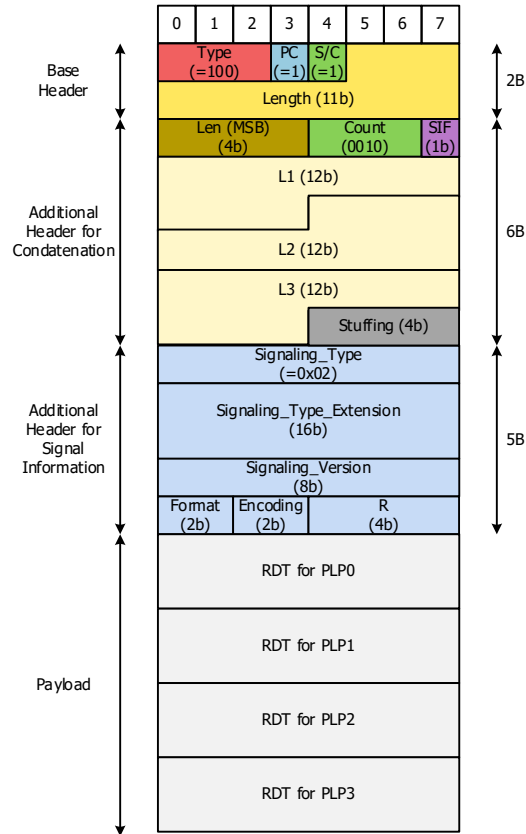 0 1 2 3 4 5 6 7
Base
Header
Type
(=100)
PC
(=1)
S/C
(=1)
Length (11b)
2B
Additional
Header for
Condatenation
Len (MSB)
(4b)
Count
(0010)
SIF
(1b)
L1 (12b)
L2 (12b)
L3 (12b)
Stuffing (4b)
6B
Additional
Header for
Signal
Information
Signaling_Type
(=0x02)
Signaling_Type_Extension
(16b)
Signaling_Version
(8b)
Format
(2b)
Encoding
(2b)
R
(4b)
5B
Payload
RDT for PLP0
RDT for PLP1
RDT for PLP2
RDT for PLP3